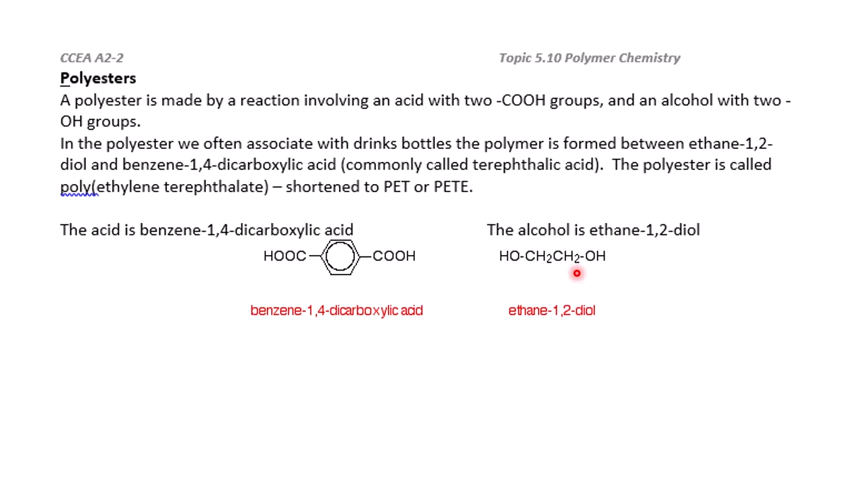 CCEA A2-2 Topic 5.10 Polymer Chemistry
Polyesters
A polyester is made by a reaction involving an acid with two -COOH groups, and an alcohol with two -
OH groups.
In the polyester we often associate with drinks bottles the polymer is formed between ethane-1,2-
diol and benzene-1,4-dicarboxylic acid (commonly called terephthalic acid). The polyester is called
poly(ethylene terephthalate) – shortened to PET or PETE.
The acid is benzene-1,4-dicarboxylic acid The alcohol is ethane-1,2-diol
HOOC COOH HO-CH2CH2-OH
benzene-1,4-dicarboxylic acid ethane-1,2-diol